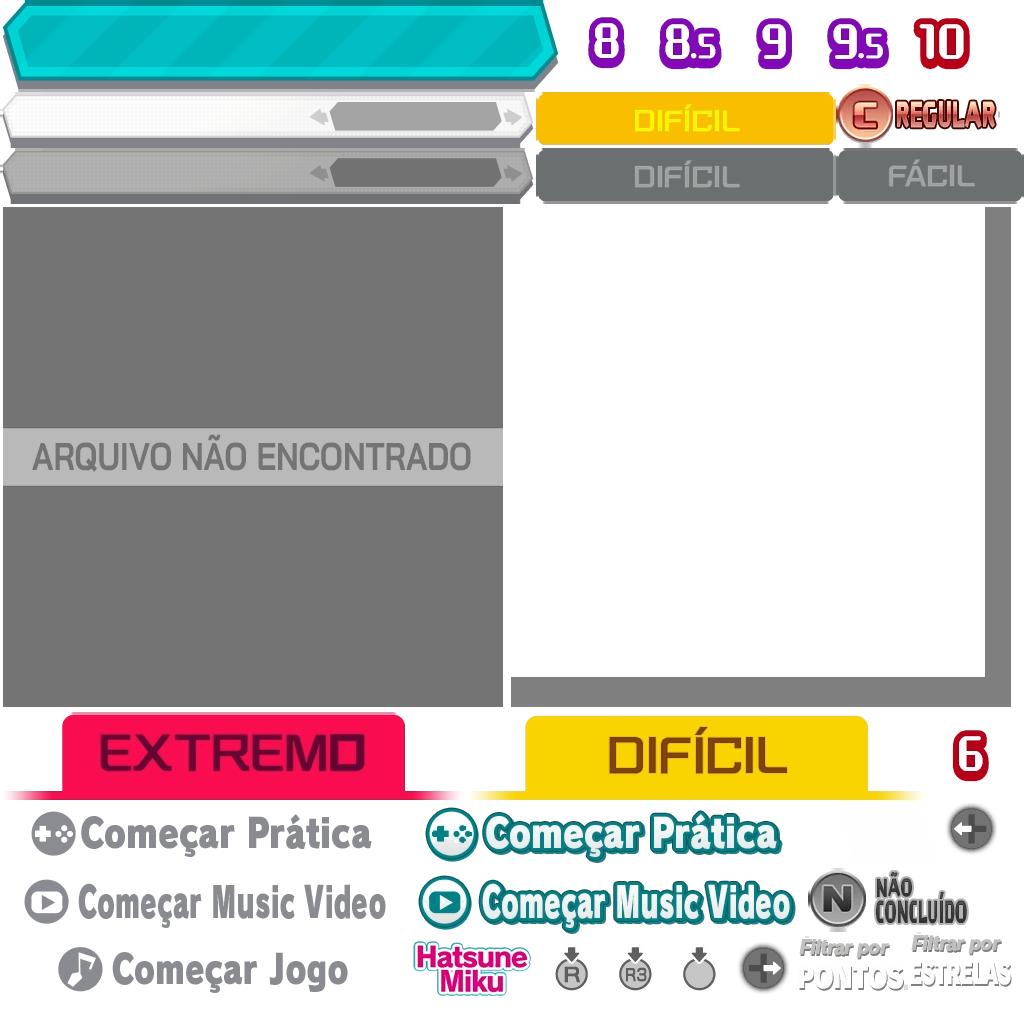 8 8.5 9 9.5 10
DIFÍCIL
C REGULAR
DIFÍCIL
FÁCIL
ARQUIVO NÃO ENCONTRADO
EXTREMO
DIFÍCIL
6
Começar Prática
Começar Prática
Começar Music Video
Começar Music Video
N NÃO
CONCLUÍDO
Começar Jogo
Hatsune
Miku
R
R3
Filtrar por
PONTOS
Filtrar por
ESTRELAS